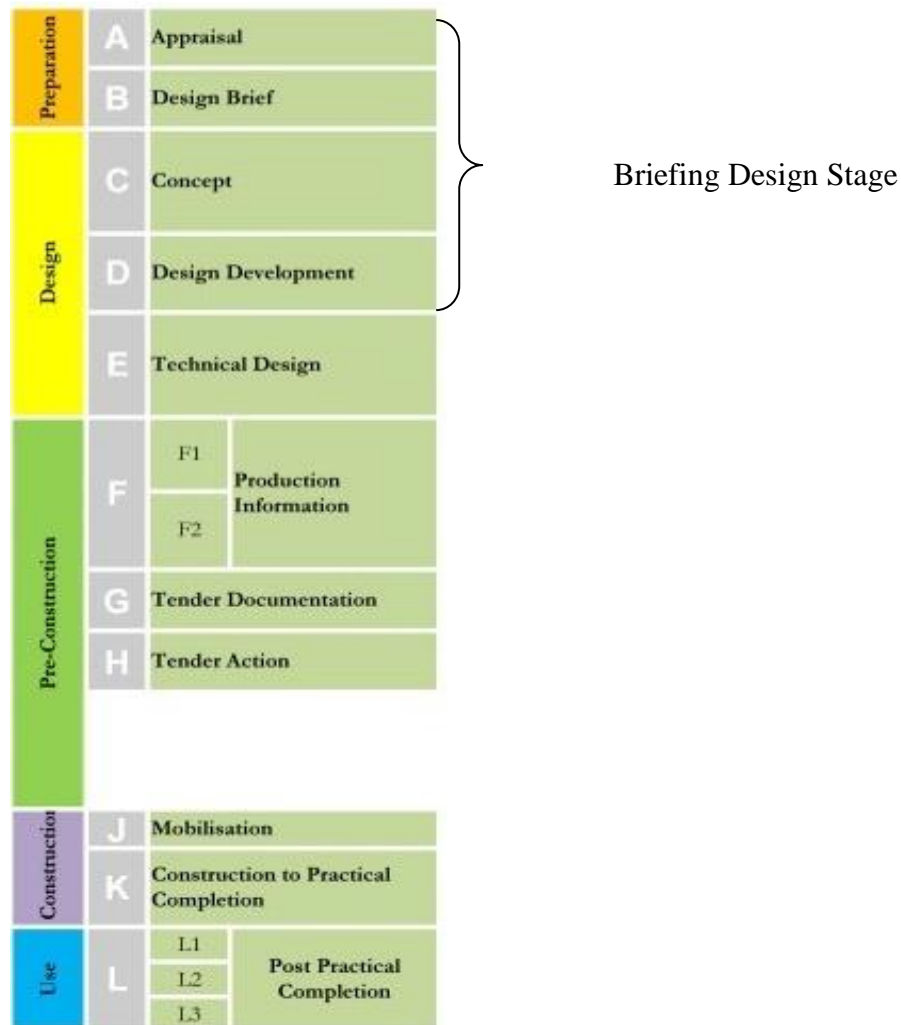 Preparation
A
Appraisal
B
Design Brief
Design
C
Concept
D
Design Development
E
Technical Design
Briefing Design Stage
Pre-Construction
F
F1
F2
Production
Information
G
Tender Documentation
H
Tender Action
Construction
J
Mobilisation
K
Construction to Practical
Completion
Use
L
L1
L2
L3
Post Practical
Completion